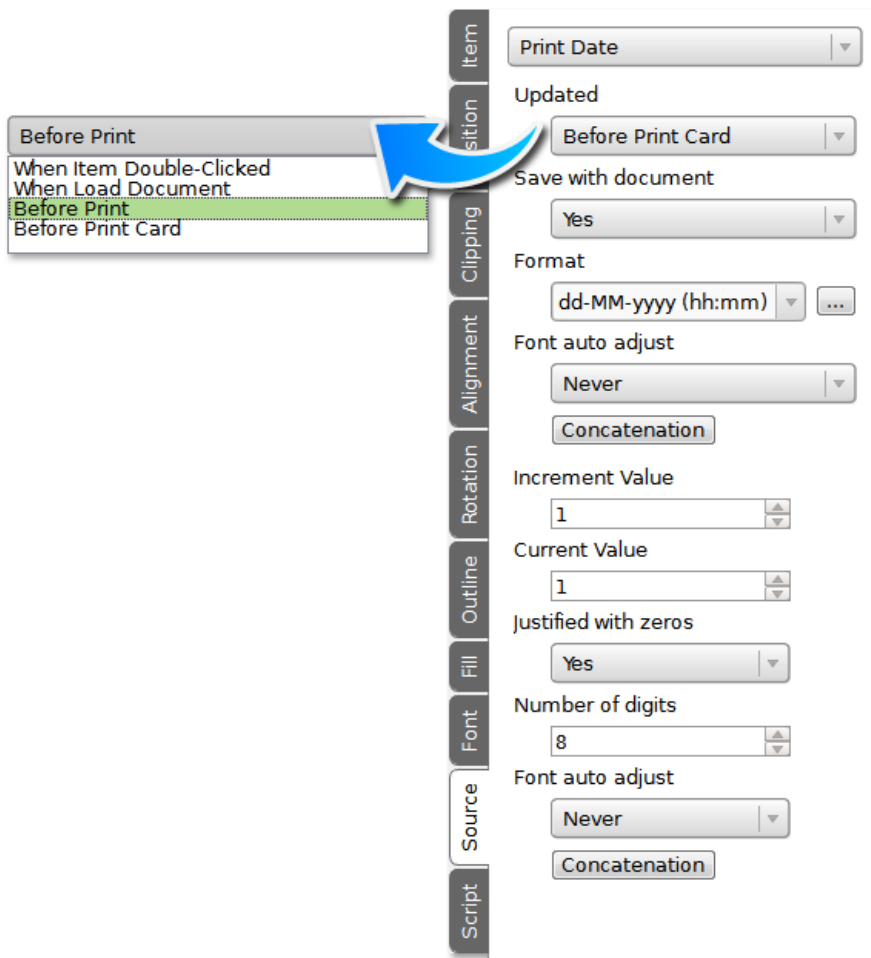 Before Print
When Item Double-Clicked
When Load Document
Before Print
Before Print Card
Item
sition
Clipping
Alignment
Rotation
Outline
Fill
Font
Source
Script
Print Date
Updated
Before Print Card
Save with document
Yes
Format
dd-MM-yyyy (hh:mm)
...
Font auto adjust
Never
Concatenation
Increment Value
1
Current Value
1
Justified with zeros
Yes
Number of digits
8
Font auto adjust
Never
Concatenation